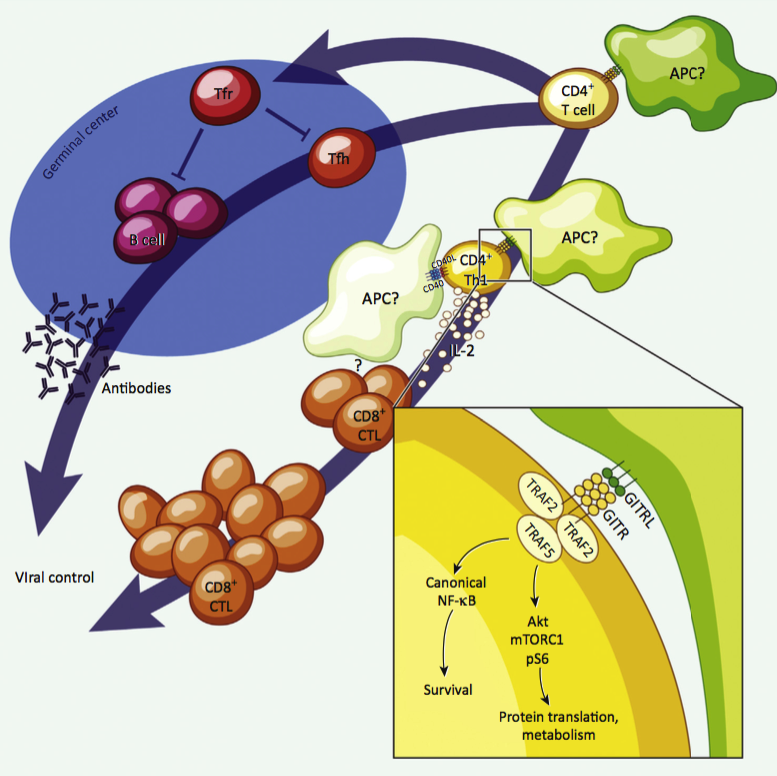 APC?
CD4+
T cell
Tfr
Germinal center
Tfh
B cell
APC?
CD40L
CD4+
Th1
CD40
APC?
IL-2
?
Antibodies
CD8+
CTL
VIral control
CD8+
CTL
TRAF2
GITRL
GITR
TRAF5
TRAF2
Canonical
NF-κB
Akt
mTORC1
pS6
Survival
Protein translation,
metabolism